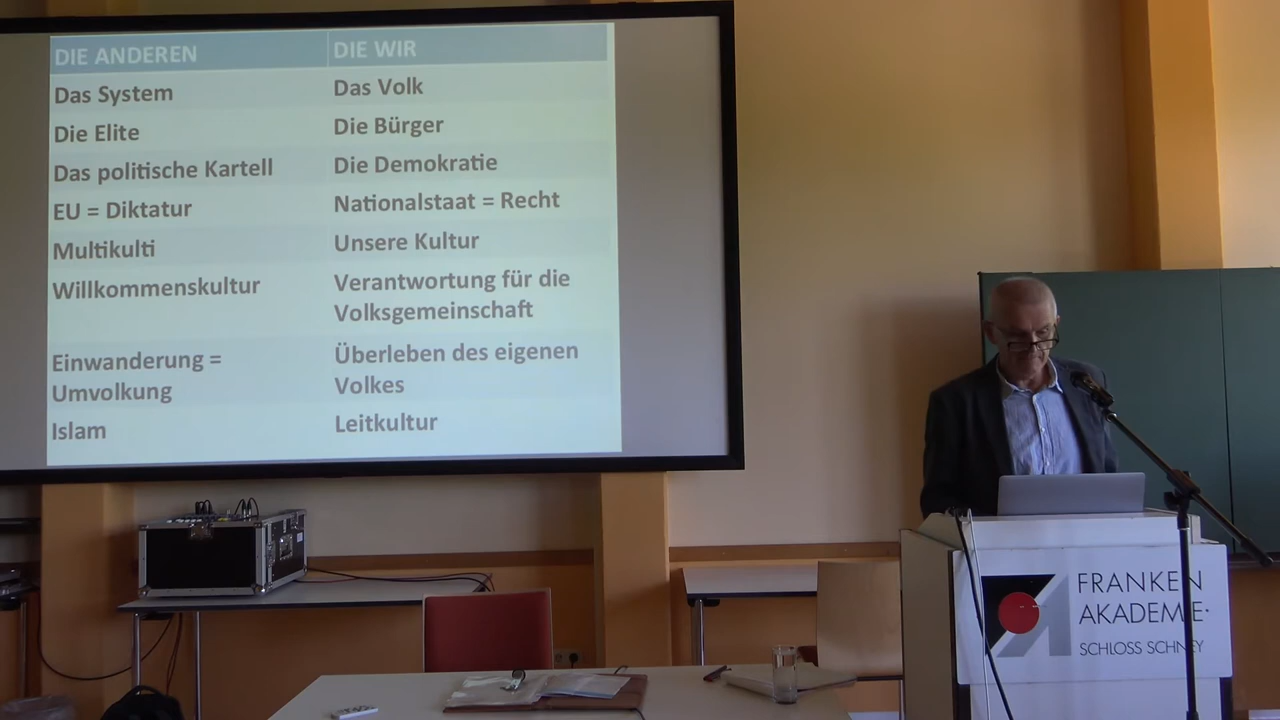 DIE ANDEREN
DIE WIR
Das System
Das Volk
Die Elite
Die Bürger
Das politische Kartell
Die Demokratie
EU = Diktatur
Nationalstaat = Recht
Multikulti
Unsere Kultur
Willkommenskultur
Verantwortung für die
Volksgemeinschaft
Einwanderung =
Umvolkung
Überleben des eigenen
Volkes
Islam
Leitkultur
FRANKEN
AKADEMIE
SCHLOSS SCHNEY